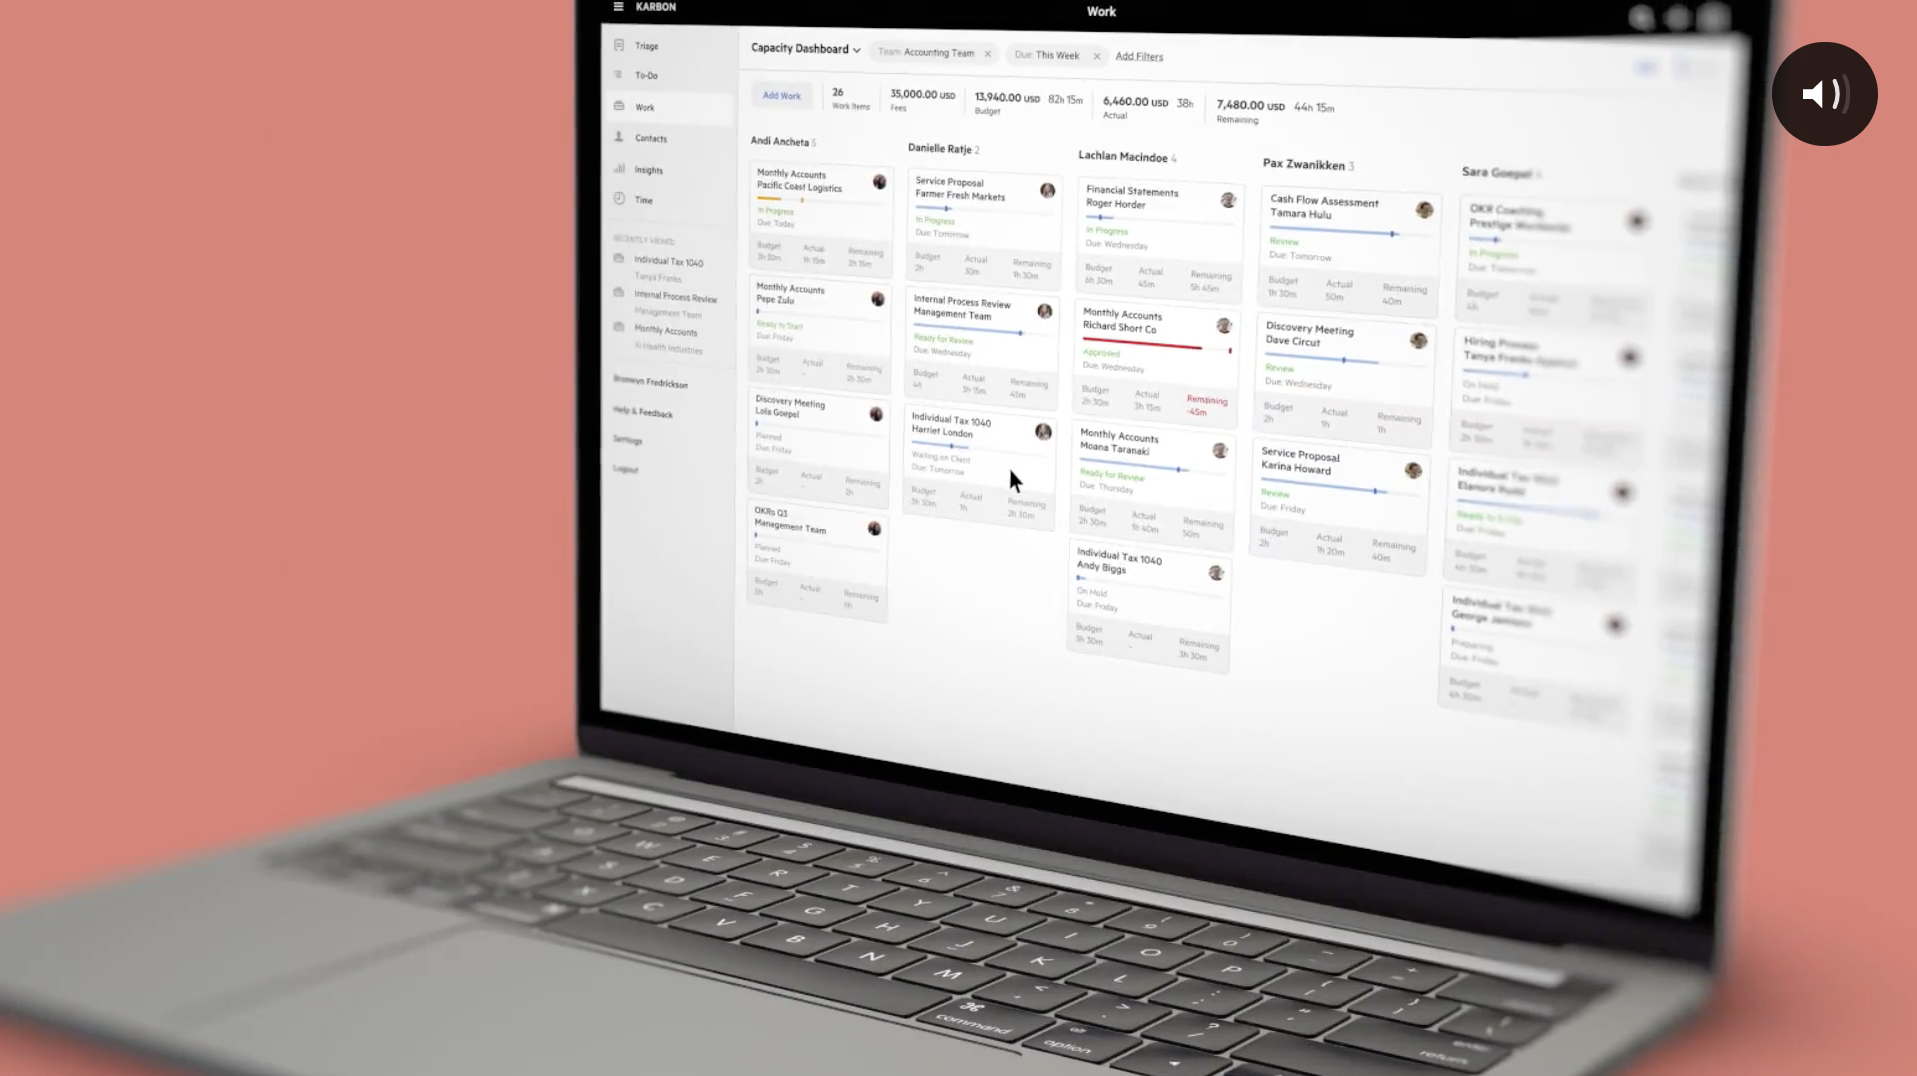 KARBON
Work
Triage
To-Do
Work
Contacts
Insights
Time
RECENTLY VIEWED
Individual Tax 1040
Tanya Franks
Internal Process Review
Management Team
Monthly Accounts
Xi Health Industries
Bronwyn Fredrickson
Help & Feedback
Settings
Logout
Capacity Dashboard
Team: Accounting Team
Due: This Week
Add Filters
Add Work
26
Work Items
35,000.00 USD
Fees
13,940.00 USD 82h 15m
Budget
6,460.00 USD 38h
Actual
7,480.00 USD 44h 15m
Remaining
Andi Ancheta 5
Monthly Accounts
Pacific Coast Logistics
In Progress
Due: Today
Budget Actual Remaining
3h 30m 1h 15m 2h 15m
Monthly Accounts
Pepe Zulu
Ready to Start
Due: Friday
Budget Actual Remaining
2h 30m - 2h 30m
Discovery Meeting
Lola Goepel
Planned
Due: Friday
Budget Actual Remaining
2h - 2h
OKRs Q3
Management Team
Planned
Due: Friday
Budget Actual Remaining
-
Danielle Ratje 2
Service Proposal
Farmer Fresh Markets
In Progress
Due: Tomorrow
Budget Actual Remaining
2h 30m 1h 30m
Internal Process Review
Management Team
Ready for Review
Due: Wednesday
Budget Actual Remaining
4h 3h 15m 45m
Individual Tax 1040
Harriet London
Waiting on Client
Due: Tomorrow
Budget Actual Remaining
3h 30m 1h 2h 30m
Lachlan Macindoe 4
Financial Statements
Roger Horder
In Progress
Due: Wednesday
Budget Actual Remaining
6h 30m 45m 5h 45m
Monthly Accounts
Richard Short Co
Approved
Due: Wednesday
Budget Actual Remaining
2h 30m 3h 15m -45m
Monthly Accounts
Moana Taranaki
Ready for Review
Due: Thursday
Budget Actual Remaining
2h 30m 1h 40m 50m
Individual Tax 1040
Andy Biggs
On Hold
Due: Friday
Budget Actual Remaining
3h 30m - 3h 30m
Pax Zwanikken 3
Cash Flow Assessment
Tamara Hulu
Review
Due: Tomorrow
Budget Actual Remaining
1h 30m 50m 40m
Discovery Meeting
Dave Circut
Review
Due: Wednesday
Budget Actual Remaining
2h 1h 1h
Service Proposal
Karina Howard
Review
Due: Friday
Budget Actual Remaining
2h 1h 20m 40m
Sara Goepel
OKR Coaching
Prestige Worldwide
In Progress
Due: Tomorrow
Budget
Hiring Process
Tanya Franks
On Hold
Due: Friday
Budget
Individual Tax
Due: Friday
Budget
Individual Tax
George
Preparing
Due: Friday
Budget
4h 30m
W E R T Y U I O P
S D F G H J K L
X C V B N M
command
alt
option
enter
return